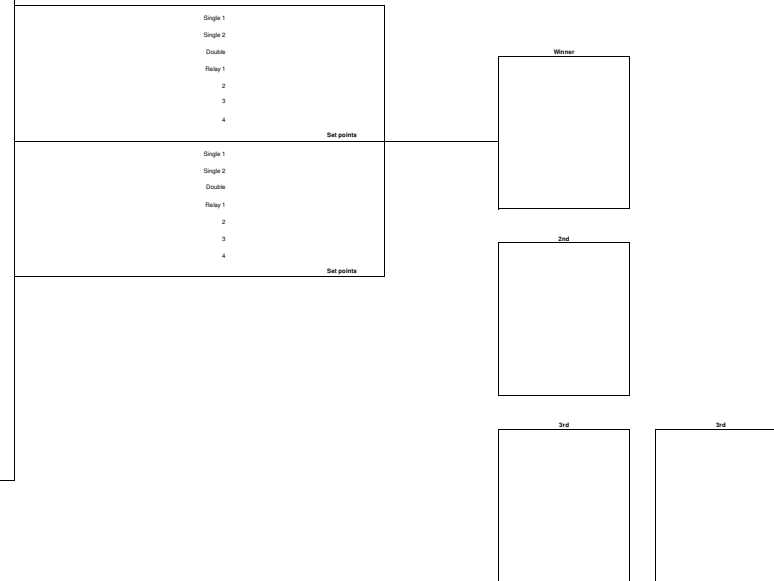 Single 1
Single 2
Double
Relay 1
2
3
4
Set points
Single 1
Single 2
Double
Relay 1
2
3
4
Set points
Winner
2nd
3rd 3rd